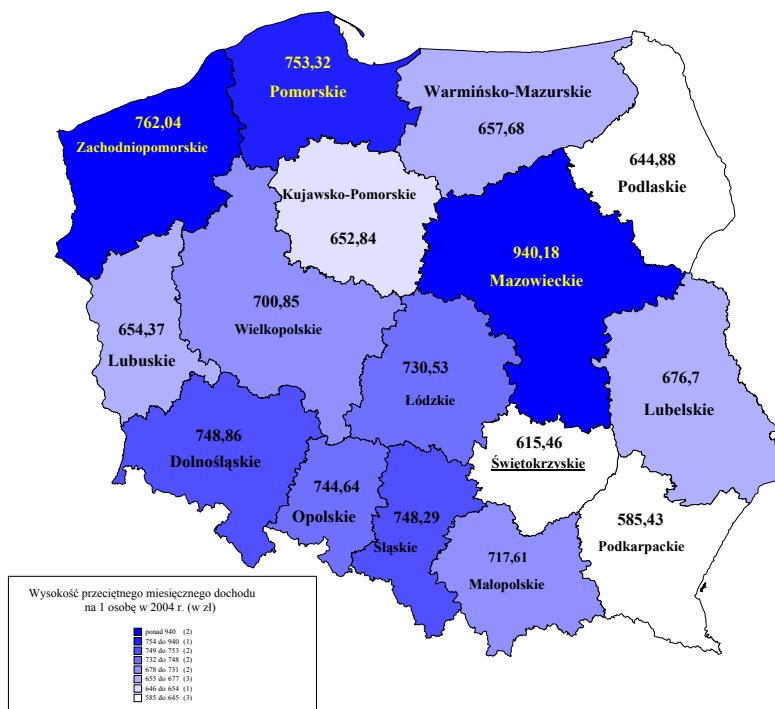 753,32
Pomorskie
Warmińsko-Mazurskie
657,68
762,04
Zachodniopomorskie
644,88
Podlaskie
Kujawsko-Pomorskie
652,84
940,18
Mazowieckie
700,85
Wielkopolskie
654,37
Lubuskie
730,53
Łódzkie
676,7
Lubelskie
748,86
Dolnośląskie
615,46
Świętokrzyskie
744,64
Opolskie
748,29
Śląskie
585,43
Podkarpackie
717,61
Małopolskie
Wysokość przeciętnego miesięcznego dochodu
na 1 osobę w 2004 r. (w zł)
ponad 940 (2)
754 do 940 (1)
749 do 753 (2)
732 do 748 (2)
678 do 731 (2)
655 do 677 (3)
646 do 654 (1)
585 do 645 (3)